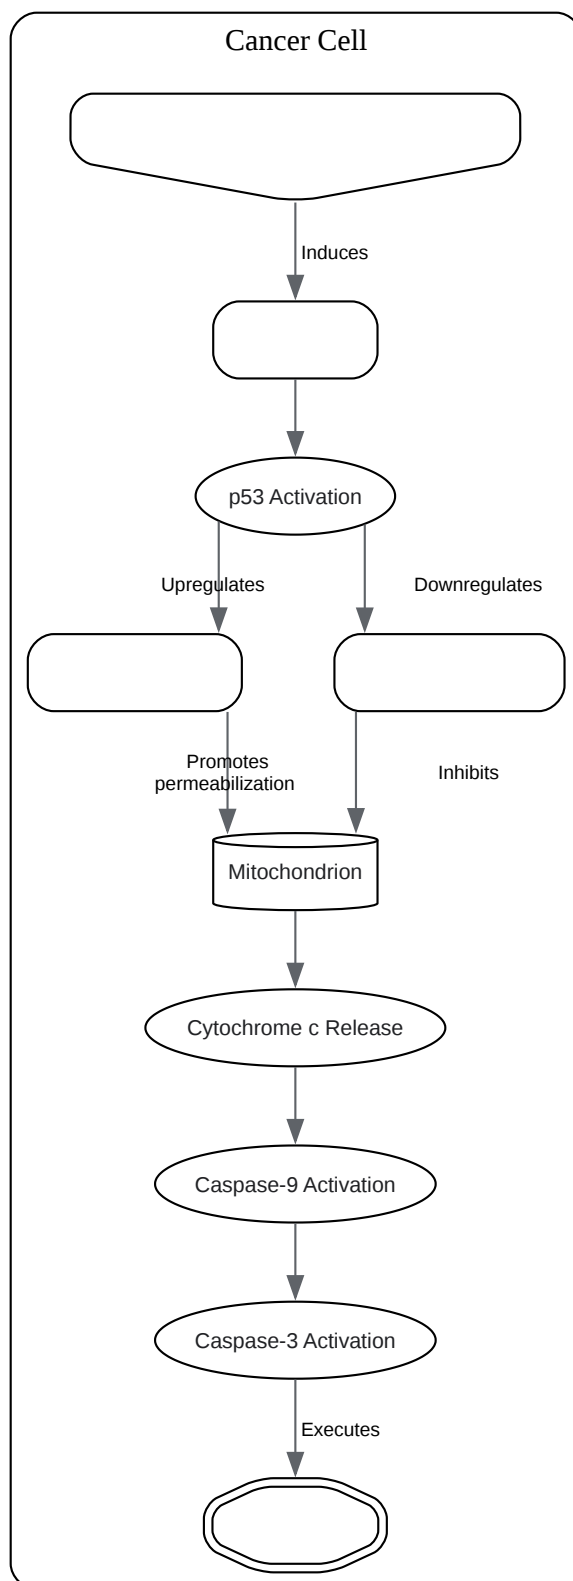 Cancer Cell
Induces
p53 Activation
Upregulates
Downregulates
Promotes
permeabilization
Inhibits
Mitochondrion
Cytochrome c Release
Caspase-9 Activation
Caspase-3 Activation
Executes